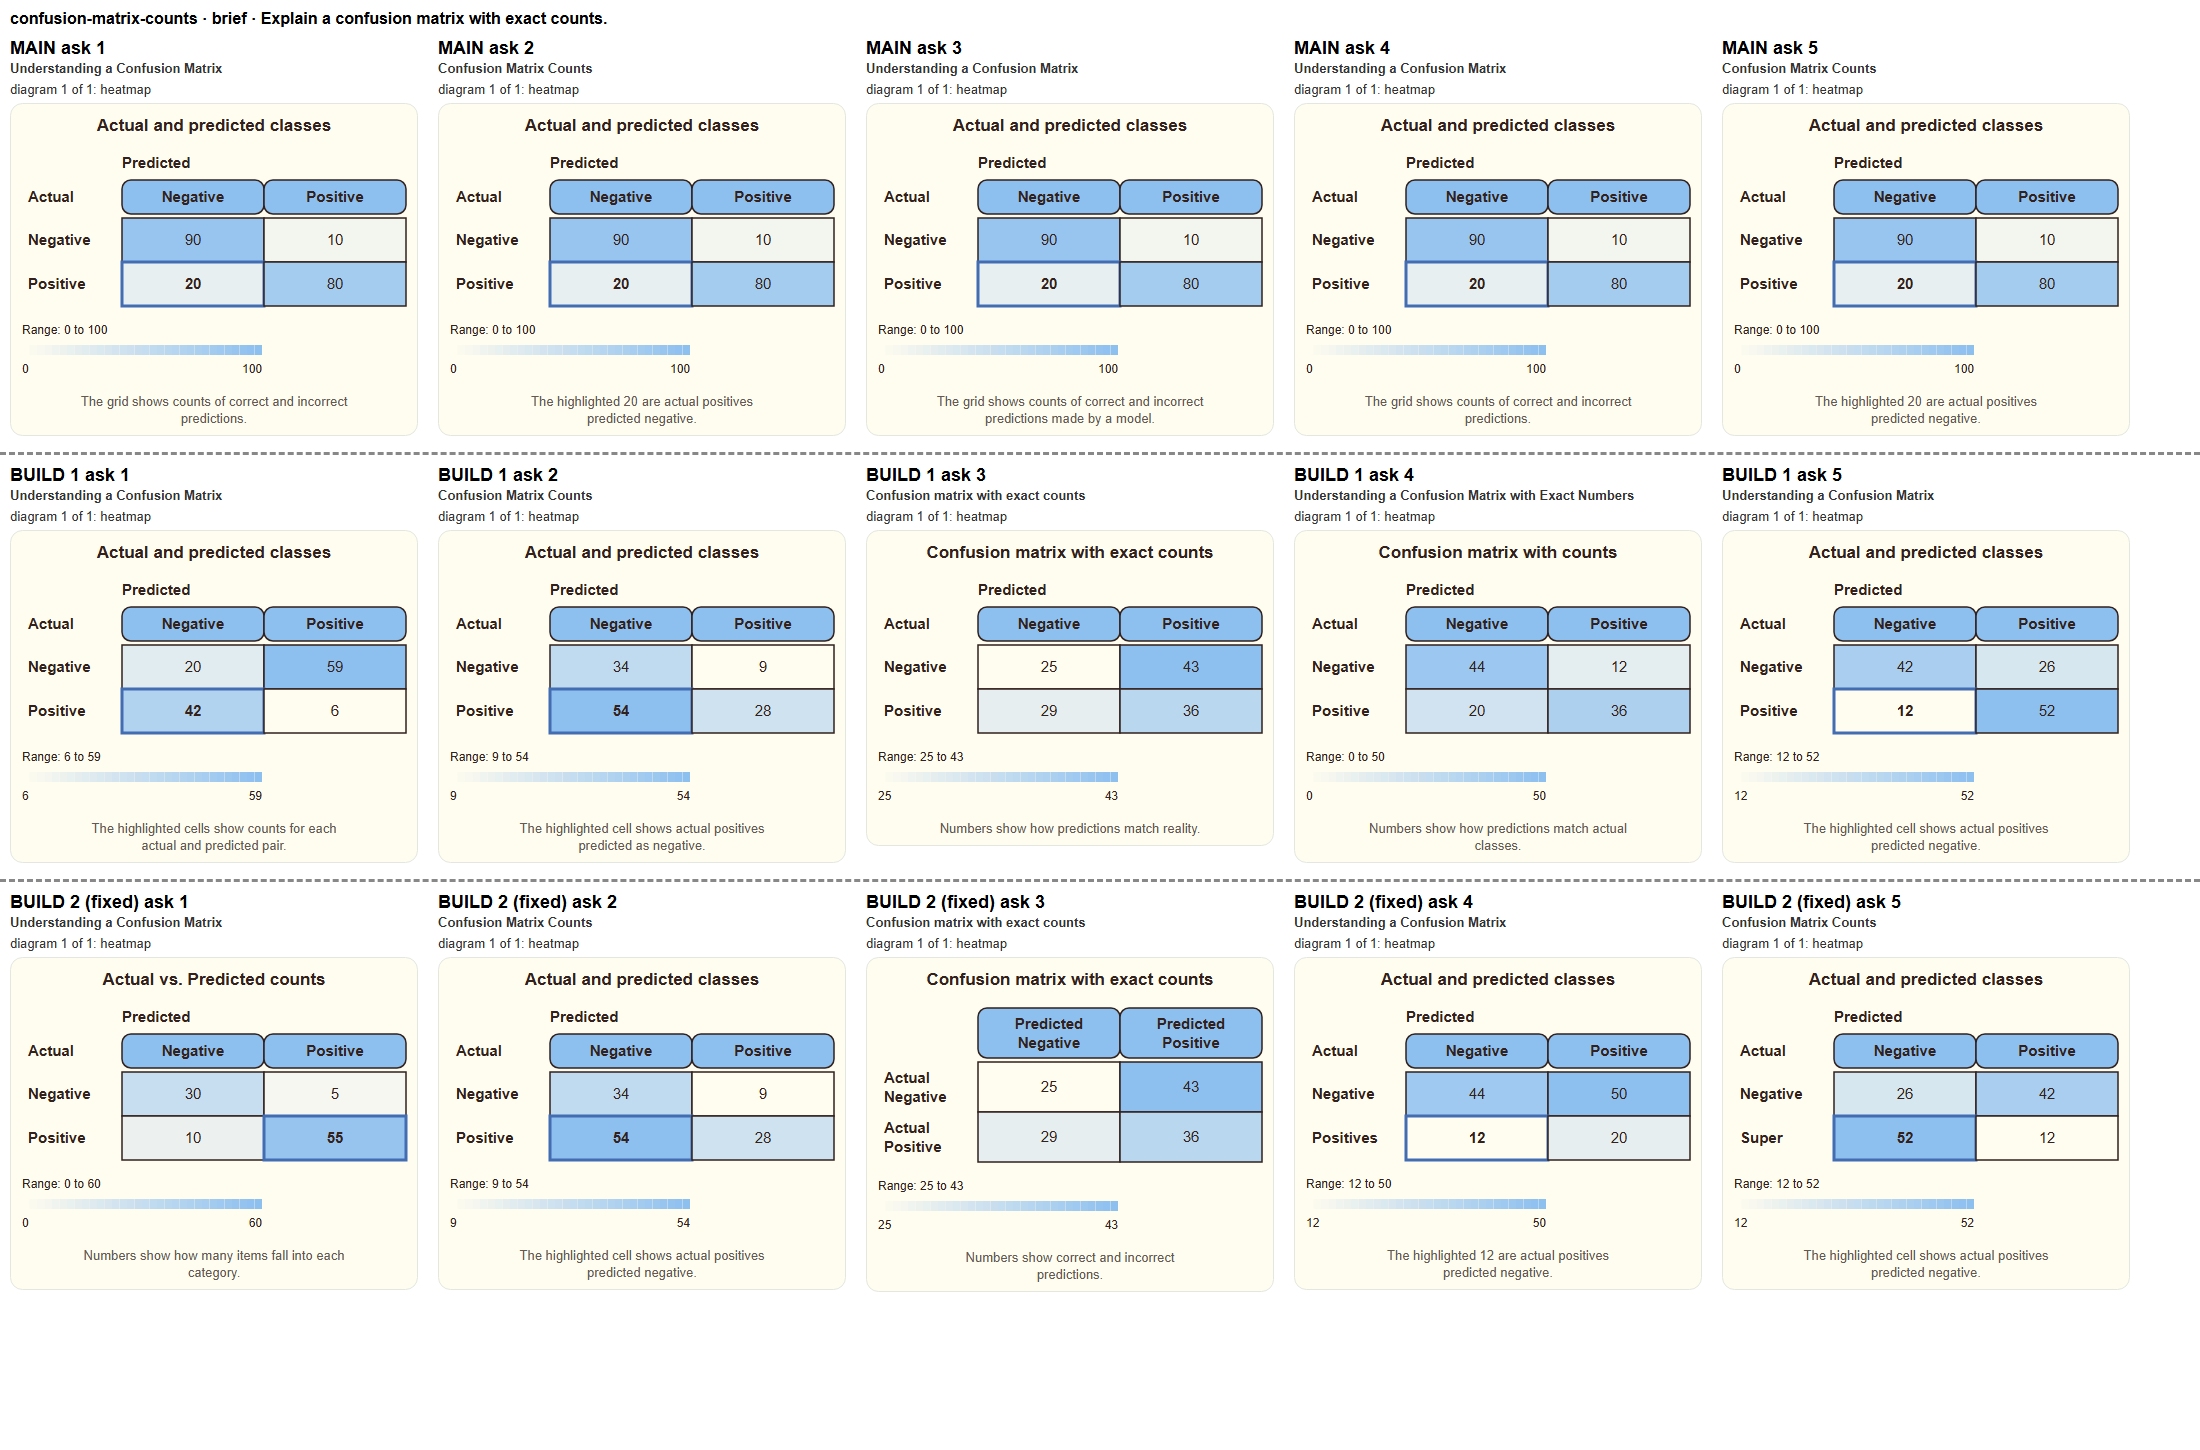 confusion-matrix-counts · brief · Explain a confusion matrix with exact counts.
MAIN ask 1
Understanding a Confusion Matrix
diagram 1 of 1: heatmap
Actual and predicted classes
Predicted
Actual Negative Positive
Negative 90 10
Positive 20 80
Range: 0 to 100
0 100
The grid shows counts of correct and incorrect
predictions.
MAIN ask 2
Confusion Matrix Counts
diagram 1 of 1: heatmap
Actual and predicted classes
Predicted
Actual Negative Positive
Negative 90 10
Positive 20 80
Range: 0 to 100
0 100
The highlighted 20 are actual positives
predicted negative.
MAIN ask 3
Understanding a Confusion Matrix
diagram 1 of 1: heatmap
Actual and predicted classes
Predicted
Actual Negative Positive
Negative 90 10
Positive 20 80
Range: 0 to 100
0 100
The grid shows counts of correct and incorrect
predictions made by a model.
MAIN ask 4
Understanding a Confusion Matrix
diagram 1 of 1: heatmap
Actual and predicted classes
Predicted
Actual Negative Positive
Negative 90 10
Positive 20 80
Range: 0 to 100
0 100
The grid shows counts of correct and incorrect
predictions.
MAIN ask 5
Confusion Matrix Counts
diagram 1 of 1: heatmap
Actual and predicted classes
Predicted
Actual Negative Positive
Negative 90 10
Positive 20 80
Range: 0 to 100
0 100
The highlighted 20 are actual positives
predicted negative.
BUILD 1 ask 1
Understanding a Confusion Matrix
diagram 1 of 1: heatmap
Actual and predicted classes
Predicted
Actual Negative Positive
Negative 20 59
Positive 42 6
Range: 6 to 59
6 59
The highlighted cells show counts for each
actual and predicted pair.
BUILD 1 ask 2
Confusion Matrix Counts
diagram 1 of 1: heatmap
Actual and predicted classes
Predicted
Actual Negative Positive
Negative 34 9
Positive 54 28
Range: 9 to 54
9 54
The highlighted cell shows actual positives
predicted as negative.
BUILD 1 ask 3
Confusion matrix with exact counts
diagram 1 of 1: heatmap
Confusion matrix with exact counts
Predicted
Actual Negative Positive
Negative 25 43
Positive 29 36
Range: 25 to 43
25 43
Numbers show how predictions match reality.
BUILD 1 ask 4
Understanding a Confusion Matrix with Exact Numbers
diagram 1 of 1: heatmap
Confusion matrix with counts
Predicted
Actual Negative Positive
Negative 44 12
Positive 20 36
Range: 0 to 50
0 50
Numbers show how predictions match actual
classes.
BUILD 1 ask 5
Understanding a Confusion Matrix
diagram 1 of 1: heatmap
Actual and predicted classes
Predicted
Actual Negative Positive
Negative 42 26
Positive 12 52
Range: 12 to 52
12 52
The highlighted cell shows actual positives
predicted negative.
BUILD 2 (fixed) ask 1
Understanding a Confusion Matrix
diagram 1 of 1: heatmap
Actual vs. Predicted counts
Predicted
Actual Negative Positive
Negative 30 5
Positive 10 55
Range: 0 to 60
0 60
Numbers show how many items fall into each
category.
BUILD 2 (fixed) ask 2
Confusion Matrix Counts
diagram 1 of 1: heatmap
Actual and predicted classes
Predicted
Actual Negative Positive
Negative 34 9
Positive 54 28
Range: 9 to 54
9 54
The highlighted cell shows actual positives
predicted negative.
BUILD 2 (fixed) ask 3
Confusion matrix with exact counts
diagram 1 of 1: heatmap
Confusion matrix with exact counts
Predicted Predicted
Negative Positive
Actual
Negative 25 43
Actual
Positive 29 36
Range: 25 to 43
25 43
Numbers show correct and incorrect
predictions.
BUILD 2 (fixed) ask 4
Understanding a Confusion Matrix
diagram 1 of 1: heatmap
Actual and predicted classes
Predicted
Actual Negative Positive
Negative 44 50
Positives 12 20
Range: 12 to 50
12 50
The highlighted 12 are actual positives
predicted negative.
BUILD 2 (fixed) ask 5
Confusion Matrix Counts
diagram 1 of 1: heatmap
Actual and predicted classes
Predicted
Actual Negative Positive
Negative 26 42
Super 52 12
Range: 12 to 52
12 52
The highlighted cell shows actual positives
predicted negative.